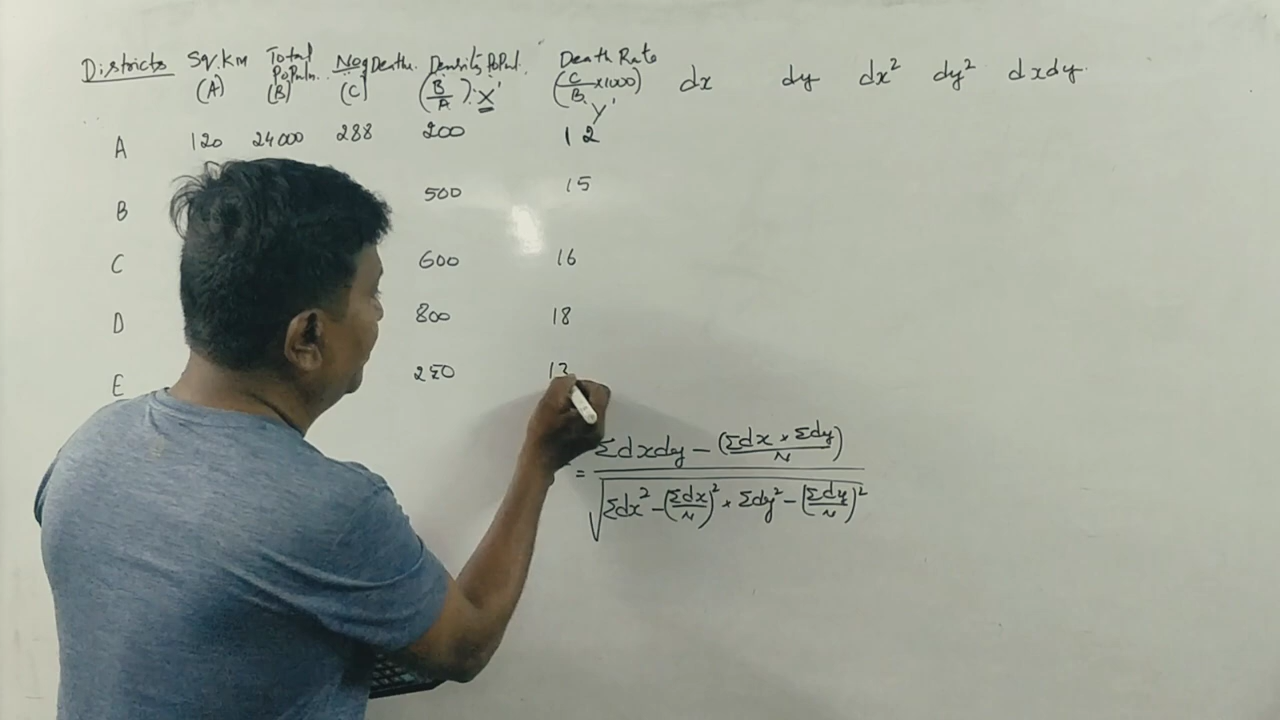 Districts Sq.km Total Populn. No of Deaths. Density Popul. Death Rate dx dy dx² dy² dxdy
(A) (B) (C) (B/A) 'X' (C/B × 1000) 'Y'
A 120 24000 288 200 12
B 500 15
C 600 16
D 800 18
E 250 13
= Σdxdy − (Σdx × Σdy / N)
√Σdx² − (Σdx/N)² × Σdy² − (Σdy/N)²